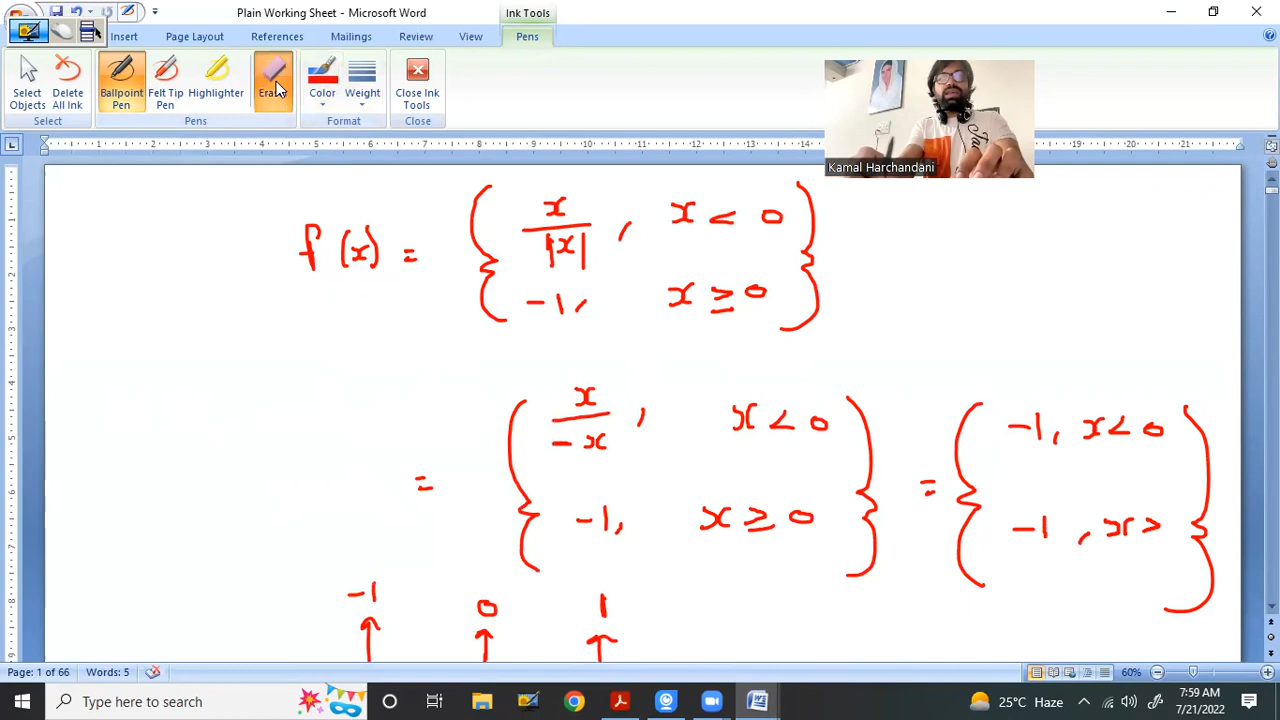 Plain Working Sheet - Microsoft Word
Ink Tools
Insert Page Layout References Mailings Review View Pens
Select Objects
Delete All Ink
Ballpoint Pen
Felt Tip Pen
Highlighter
Eraser
Color
Weight
Close Ink Tools
Select Pens Format Close
Kamal Harchandani
f(x) = { x/|x| , x < 0
-1, x ≥ 0 }
= { x/-x , x < 0
-1, x ≥ 0 } = { -1, x < 0
-1, x > }
-1 0 1
Page: 1 of 66 Words: 5 60%
Type here to search
25°C Haze
7:59 AM
7/21/2022